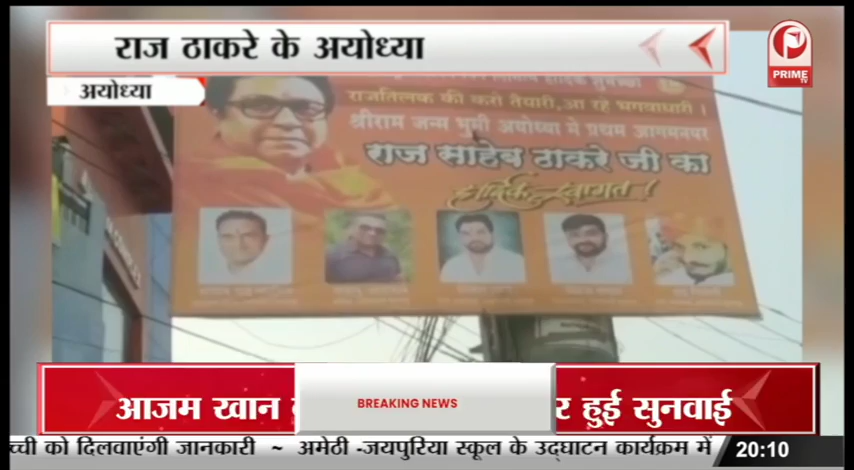 राज ठाकरे के अयोध्या
PRIME TV
अयोध्या
राजतिलक की करो तैयारी, आ रहे भगवाधारी ।
श्रीराम जन्म भूमी अयोध्या मे प्रथम आगमनपर
राज साहेब ठाकरे जी का
हार्दिक स्वागत !
आजम खान
BREAKING NEWS
र हुई सुनवाई
च्ची को दिलवाएंगी जानकारी ~ अमेठी -जयपुरिया स्कूल के उद्घाटन कार्यक्रम में
20:10